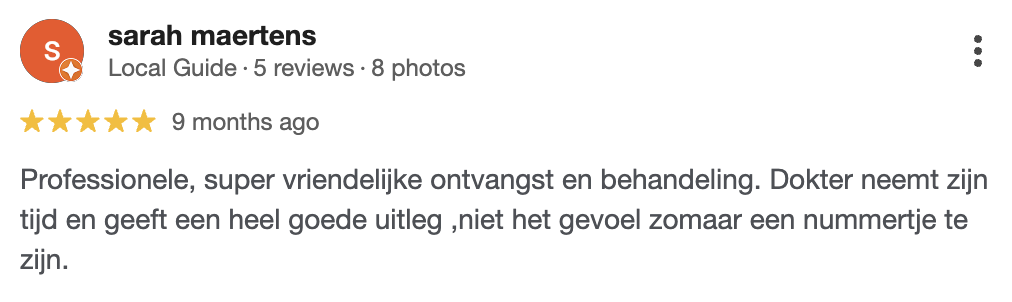 S
sarah maertens
Local Guide · 5 reviews · 8 photos
9 months ago
Professionele, super vriendelijke ontvangst en behandeling. Dokter neemt zijn
tijd en geeft een heel goede uitleg ,niet het gevoel zomaar een nummertje te
zijn.